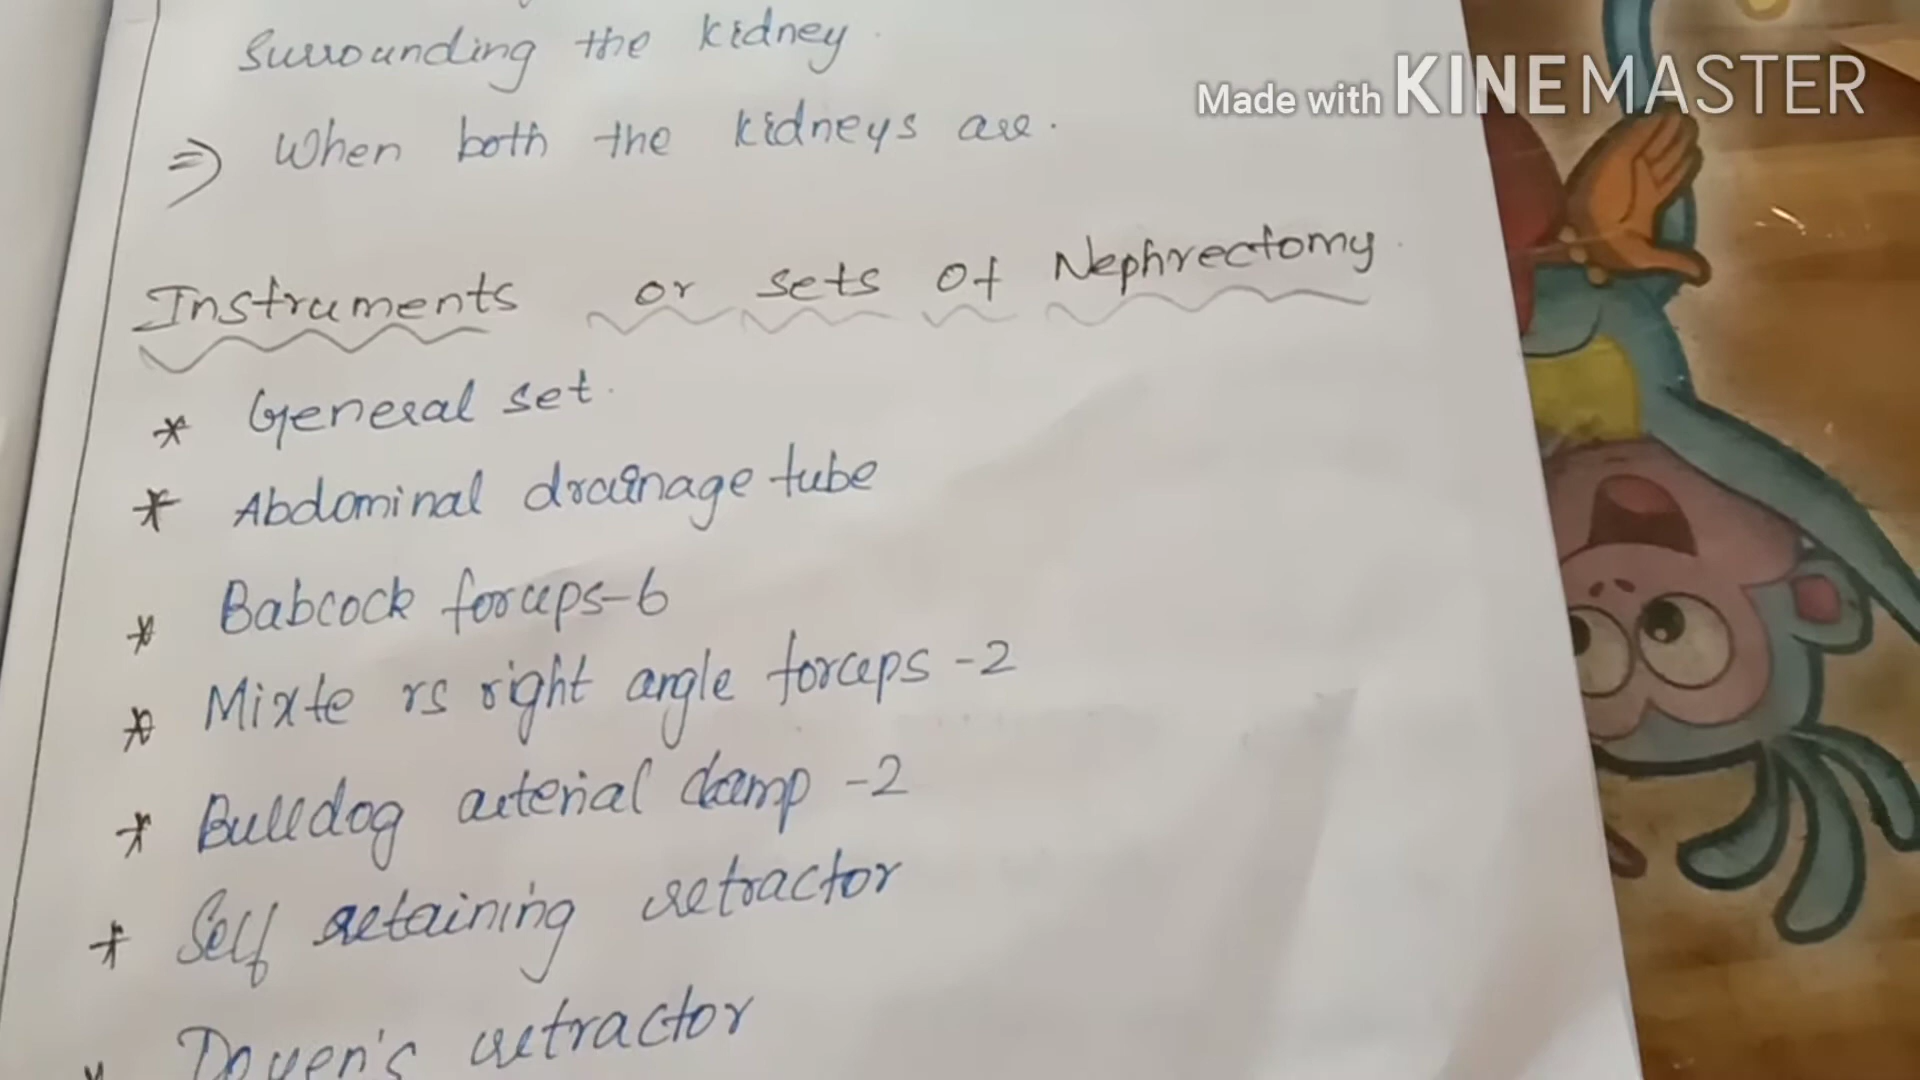 Surrounding the kidney.
Made with KINEMASTER
⇒ When both the kidneys are.
Instruments or sets of Nephrectomy.
* General set.
* Abdominal drainage tube
* Babcock forceps-6
* Mixte rs right angle forceps -2
* Bulldog arterial clamp -2
* Self retaining retractor
* Doyen's retractor